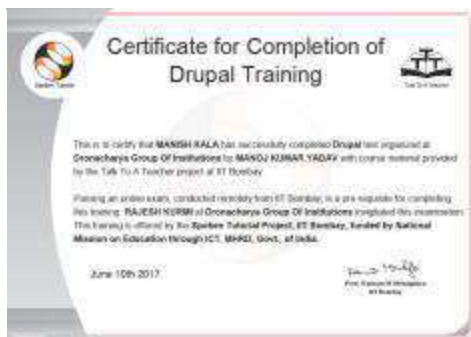 Certificate for Completion of
Drupal Training
Spoken Tutorial
This is to certify that MANISH KALA has successfully completed Drupal test organized at
Dronacharya Group Of Institutions by MANOJ KUMAR YADAV with course material provided
by the Talk To A Teacher project at IIT Bombay.
Passing an online exam, conducted remotely from IIT Bombay, is a pre-requisite for completing
this training. RAJESH KURMI at Dronacharya Group Of Institutions invigilated this examination.
This training is offered by the Spoken Tutorial Project, IIT Bombay, funded by National
Mission on Education through ICT, MHRD, Govt., of India.
June 10th 2017
IIT Bombay